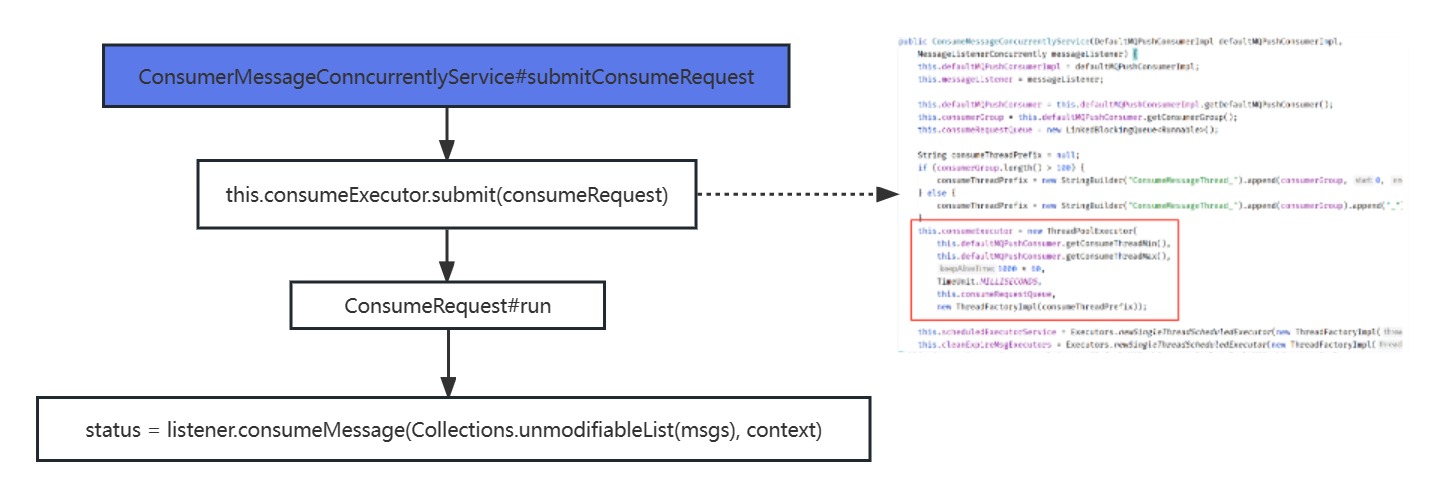 ConsumerMessageConncurrentlyService#submitConsumeRequest
this.consumeExecutor.submit(consumeRequest)
ConsumeRequest#run
status = listener.consumeMessage(Collections.unmodifiableList(msgs), context)
public ConsumeMessageConcurrentlyService(DefaultMQPushConsumerImpl defaultMQPushConsumerImpl,
MessageListenerConcurrently messageListener) {
this.defaultMQPushConsumerImpl = defaultMQPushConsumerImpl;
this.messageListener = messageListener;
this.defaultMQPushConsumer = this.defaultMQPushConsumerImpl.getDefaultMQPushConsumer();
this.consumerGroup = this.defaultMQPushConsumer.getConsumerGroup();
this.consumeRequestQueue = new LinkedBlockingQueue<Runnable>();
String consumeThreadPrefix = null;
if (consumerGroup.length() > 100) {
consumeThreadPrefix = new StringBuilder("ConsumeMessageThread_").append(consumerGroup, start: 0,
} else {
consumeThreadPrefix = new StringBuilder("ConsumeMessageThread_").append(consumerGroup).append("_")
}
this.consumeExecutor = new ThreadPoolExecutor(
this.defaultMQPushConsumer.getConsumeThreadMin(),
this.defaultMQPushConsumer.getConsumeThreadMax(),
keepAliveTime: 1000 * 60,
TimeUnit.MILLISECONDS,
this.consumeRequestQueue,
new ThreadFactoryImpl(consumeThreadPrefix));
this.scheduledExecutorService = Executors.newSingleThreadScheduledExecutor(new ThreadFactoryImpl(
this.cleanExpireMsgExecutors = Executors.newSingleThreadScheduledExecutor(new ThreadFactoryImpl(